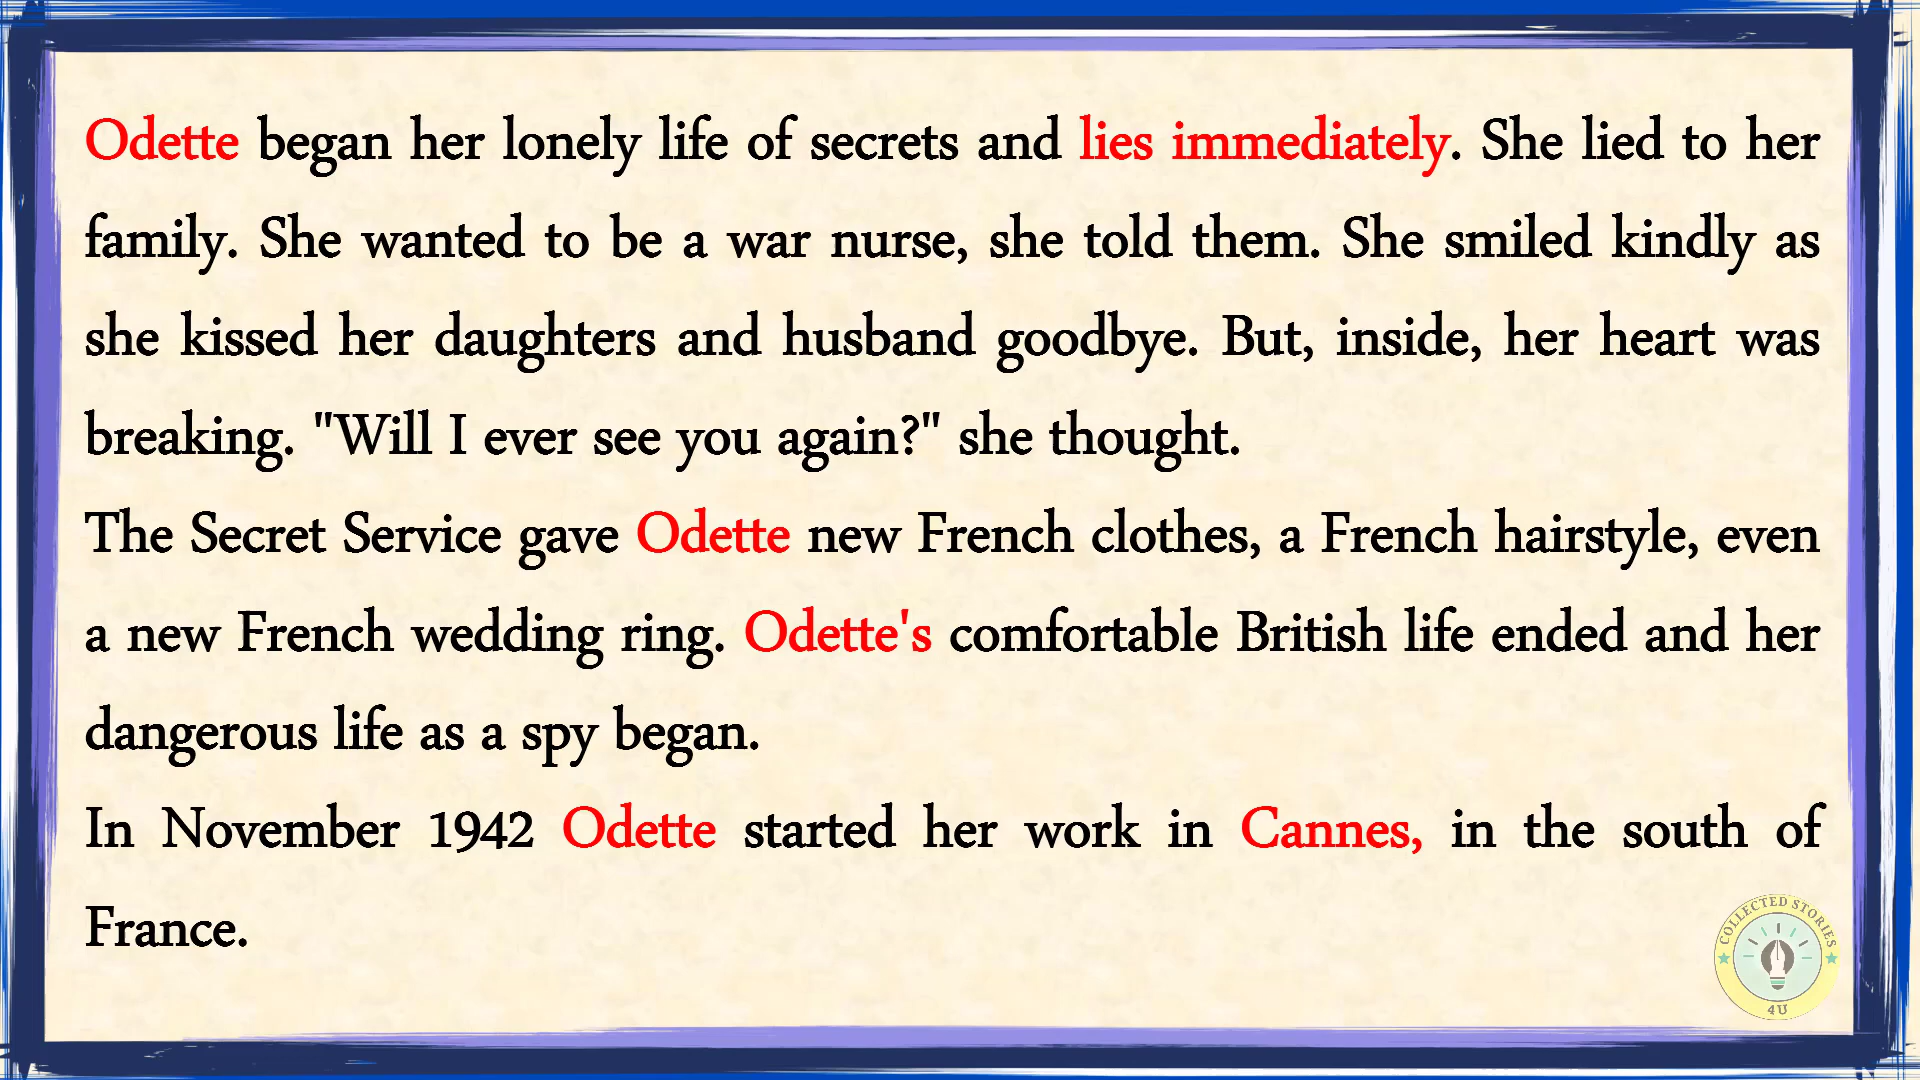 Odette began her lonely life of secrets and lies immediately. She lied to her
family. She wanted to be a war nurse, she told them. She smiled kindly as
she kissed her daughters and husband goodbye. But, inside, her heart was
breaking. "Will I ever see you again?" she thought.
The Secret Service gave Odette new French clothes, a French hairstyle, even
a new French wedding ring. Odette's comfortable British life ended and her
dangerous life as a spy began.
In November 1942 Odette started her work in Cannes, in the south of
France.
COLLECTED STORIES
4U